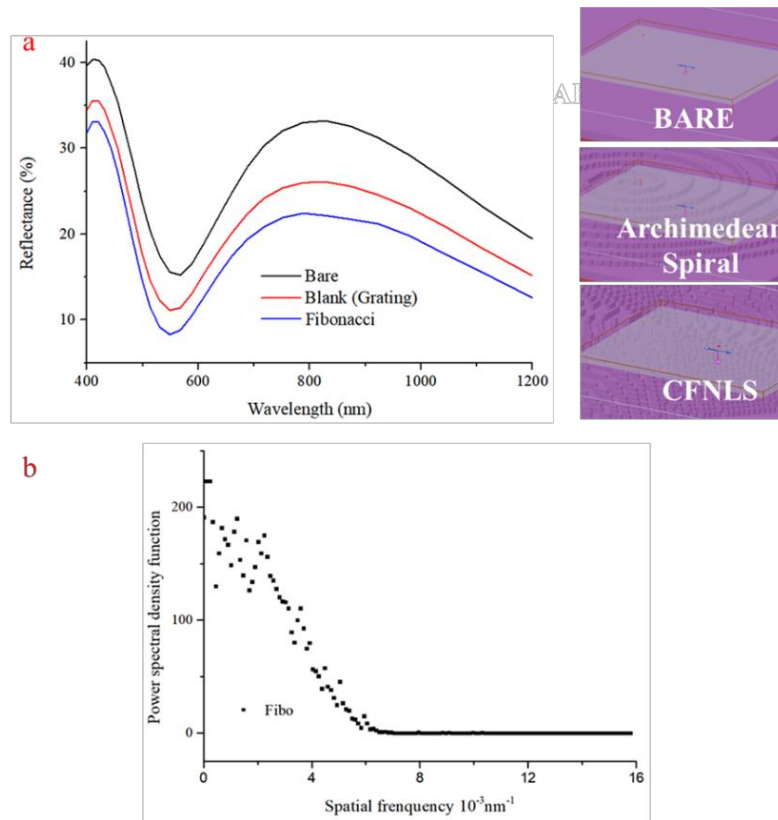 a
40
30
20
10
Reflectance (%)
Bare
Blank (Grating)
Fibonacci
400 600 800 1000 1200
Wavelength (nm)
BARE
Archimedean
Spiral
CFNLS
b
200
100
0
Power spectral density function
Fibo
0 4 8 12 16
Spatial frenquency 10⁻³nm⁻¹